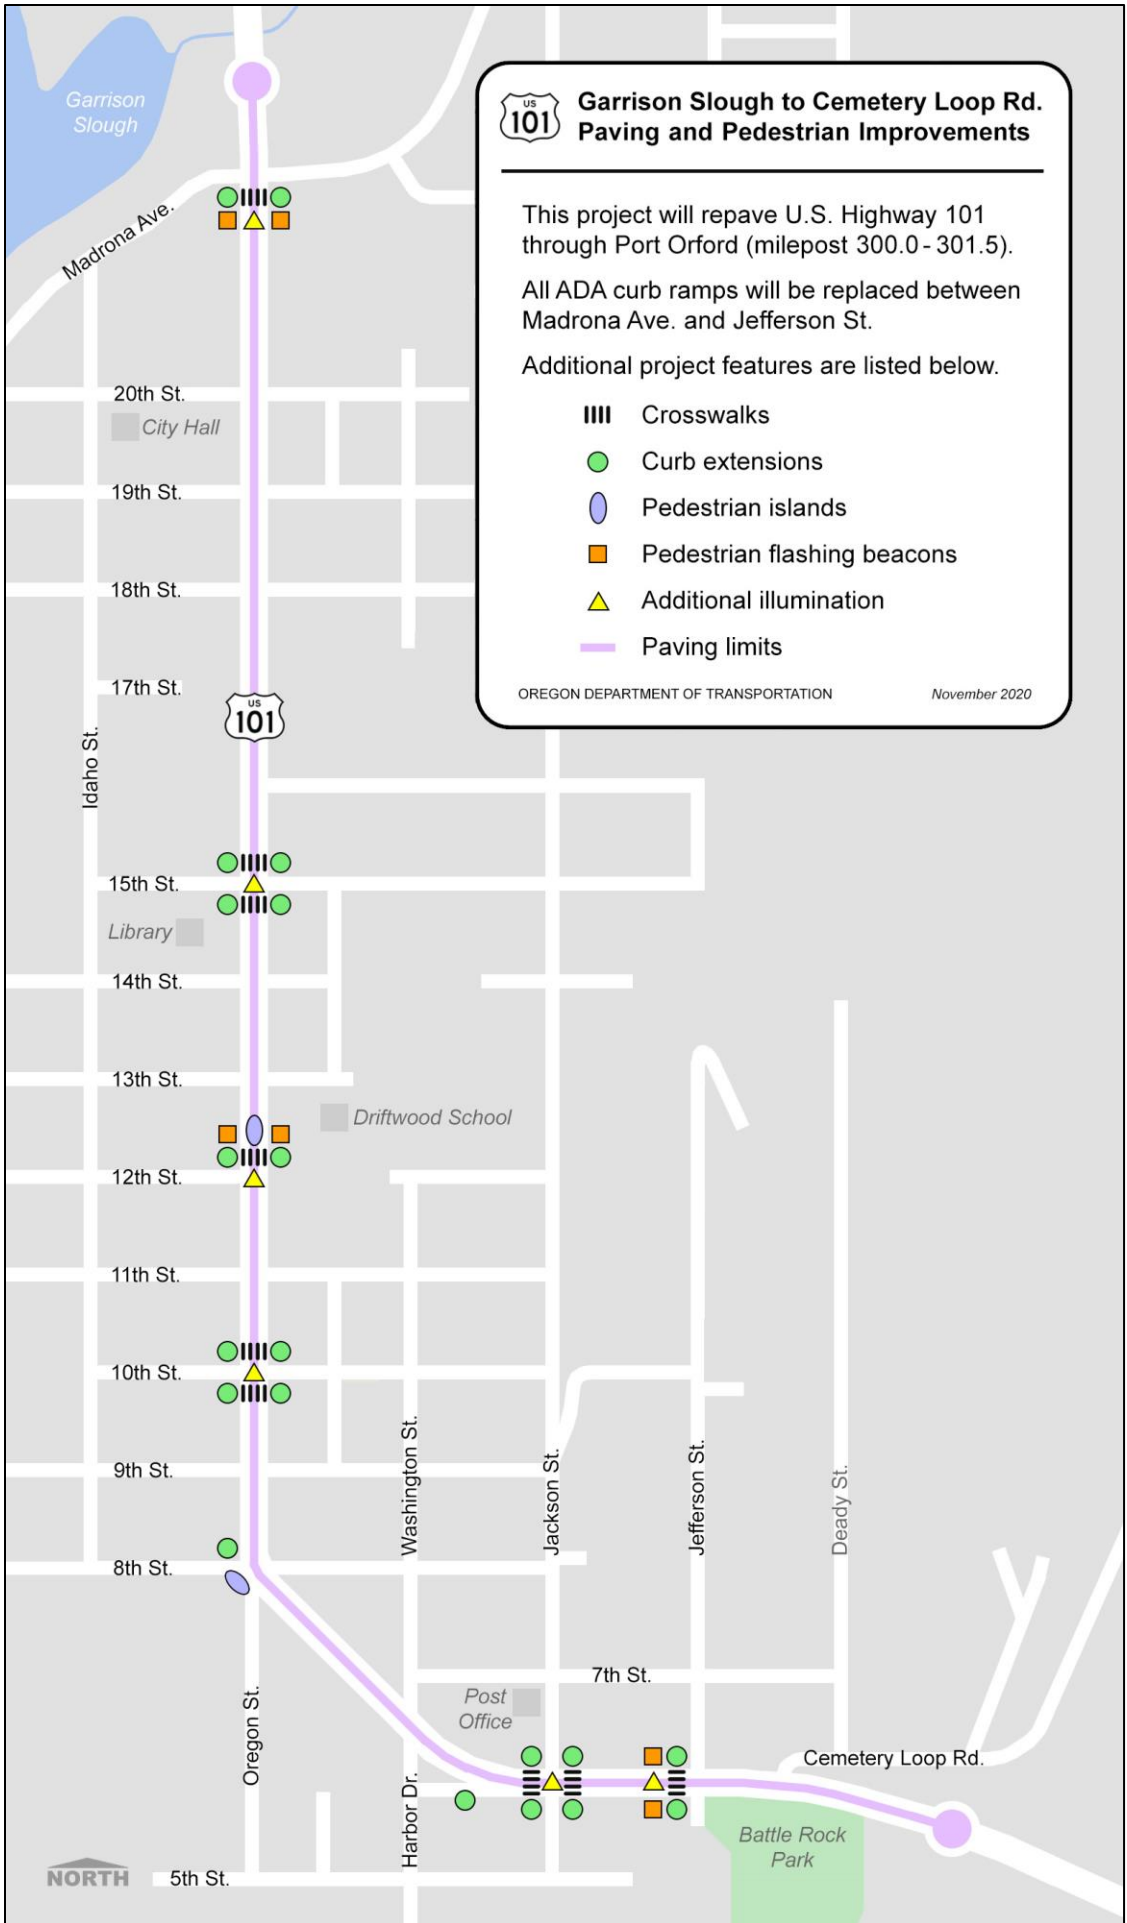 Garrison
Slough
US
101
Garrison Slough to Cemetery Loop Rd.
Paving and Pedestrian Improvements
This project will repave U.S. Highway 101
through Port Orford (milepost 300.0 - 301.5).
All ADA curb ramps will be replaced between
Madrona Ave. and Jefferson St.
Additional project features are listed below.
Crosswalks
Curb extensions
Pedestrian islands
Pedestrian flashing beacons
Additional illumination
Paving limits
OREGON DEPARTMENT OF TRANSPORTATION
November 2020
Madrona Ave.
20th St.
City Hall
19th St.
18th St.
17th St.
US
101
Idaho St.
15th St.
Library
14th St.
13th St.
Driftwood School
12th St.
11th St.
10th St.
9th St.
Washington St.
Jackson St.
Jefferson St.
Deady St.
8th St.
7th St.
Post
Office
Oregon St.
Cemetery Loop Rd.
Harbor Dr.
Battle Rock
Park
NORTH
5th St.